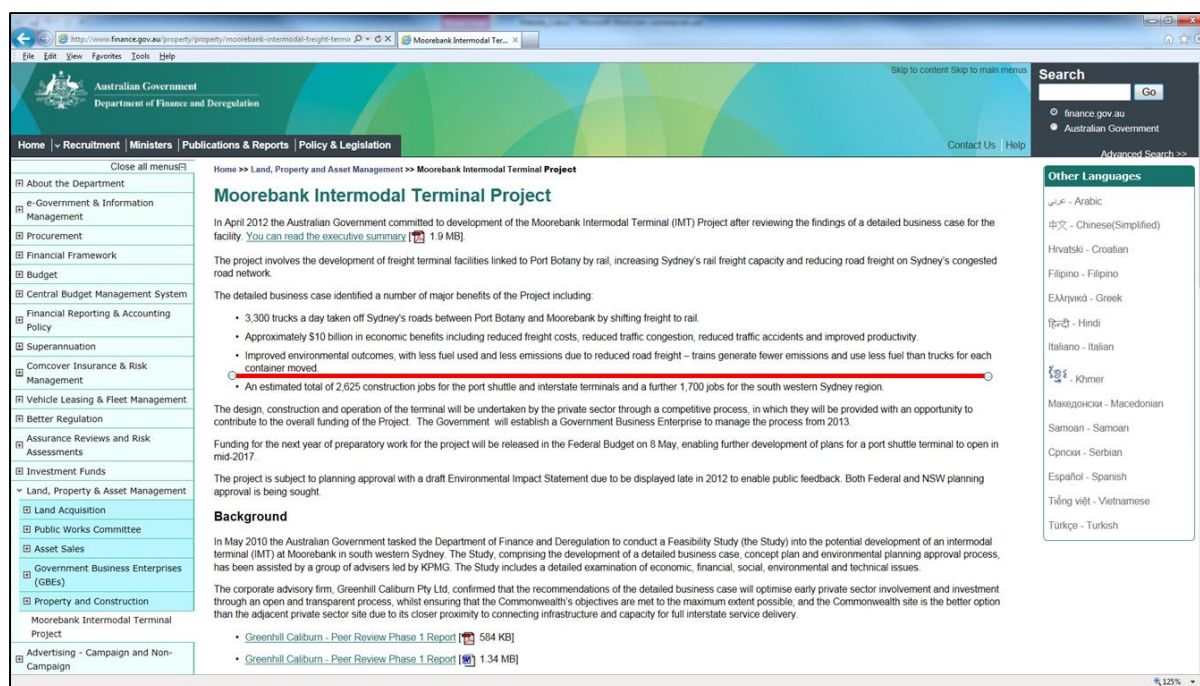 http://www.finance.gov.au/property/property/moorebank-intermodal-freight-termir
Moorebank Intermodal Ter...
File Edit View Favorites Tools Help
Skip to content Skip to main menus
Australian Government
Department of Finance and Deregulation
Search
Go
finance.gov.au
Australian Government
Advanced Search >>
Home Recruitment Ministers Publications & Reports Policy & Legislation
Contact Us Help
Close all menus
About the Department
e-Government & Information
Management
Procurement
Financial Framework
Budget
Central Budget Management System
Financial Reporting & Accounting
Policy
Superannuation
Comcover Insurance & Risk
Management
Vehicle Leasing & Fleet Management
Better Regulation
Assurance Reviews and Risk
Assessments
Investment Funds
Land, Property & Asset Management
Land Acquisition
Public Works Committee
Asset Sales
Government Business Enterprises
(GBEs)
Property and Construction
Moorebank Intermodal Terminal
Project
Advertising - Campaign and Non-
Campaign
Home >> Land, Property and Asset Management >> Moorebank Intermodal Terminal Project
Moorebank Intermodal Terminal Project
In April 2012 the Australian Government committed to development of the Moorebank Intermodal Terminal (IMT) Project after reviewing the findings of a detailed business case for the
facility. You can read the executive summary [ 1.9 MB].
The project involves the development of freight terminal facilities linked to Port Botany by rail, increasing Sydney's rail freight capacity and reducing road freight on Sydney's congested
road network.
The detailed business case identified a number of major benefits of the Project including:
• 3,300 trucks a day taken off Sydney's roads between Port Botany and Moorebank by shifting freight to rail.
• Approximately $10 billion in economic benefits including reduced freight costs, reduced traffic congestion, reduced traffic accidents and improved productivity.
• Improved environmental outcomes, with less fuel used and less emissions due to reduced road freight – trains generate fewer emissions and use less fuel than trucks for each
container moved.
• An estimated total of 2,625 construction jobs for the port shuttle and interstate terminals and a further 1,700 jobs for the south western Sydney region.
The design, construction and operation of the terminal will be undertaken by the private sector through a competitive process, in which they will be provided with an opportunity to
contribute to the overall funding of the Project. The Government will establish a Government Business Enterprise to manage the process from 2013.
Funding for the next year of preparatory work for the project will be released in the Federal Budget on 8 May, enabling further development of plans for a port shuttle terminal to open in
mid-2017.
The project is subject to planning approval with a draft Environmental Impact Statement due to be displayed late in 2012 to enable public feedback. Both Federal and NSW planning
approval is being sought.
Background
In May 2010 the Australian Government tasked the Department of Finance and Deregulation to conduct a Feasibility Study (the Study) into the potential development of an intermodal
terminal (IMT) at Moorebank in south western Sydney. The Study, comprising the development of a detailed business case, concept plan and environmental planning approval process,
has been assisted by a group of advisers led by KPMG. The Study includes a detailed examination of economic, financial, social, environmental and technical issues.
The corporate advisory firm, Greenhill Caliburn Pty Ltd, confirmed that the recommendations of the detailed business case will optimise early private sector involvement and investment
through an open and transparent process, whilst ensuring that the Commonwealth's objectives are met to the maximum extent possible; and the Commonwealth site is the better option
than the adjacent private sector site due to its closer proximity to connecting infrastructure and capacity for full interstate service delivery.
• Greenhill Caliburn - Peer Review Phase 1 Report [ 584 KB]
• Greenhill Caliburn - Peer Review Phase 1 Report [ 1.34 MB]
Other Languages
عربي - Arabic
中文 - Chinese(Simplified)
Hrvatski - Croatian
Filipino - Filipino
Ελληνικά - Greek
हिन्दी - Hindi
Italiano - Italian
ខ្មែរ - Khmer
Македонски - Macedonian
Samoan - Samoan
Српски - Serbian
Español - Spanish
Tiếng việt - Vietnamese
Türkçe - Turkish
125%